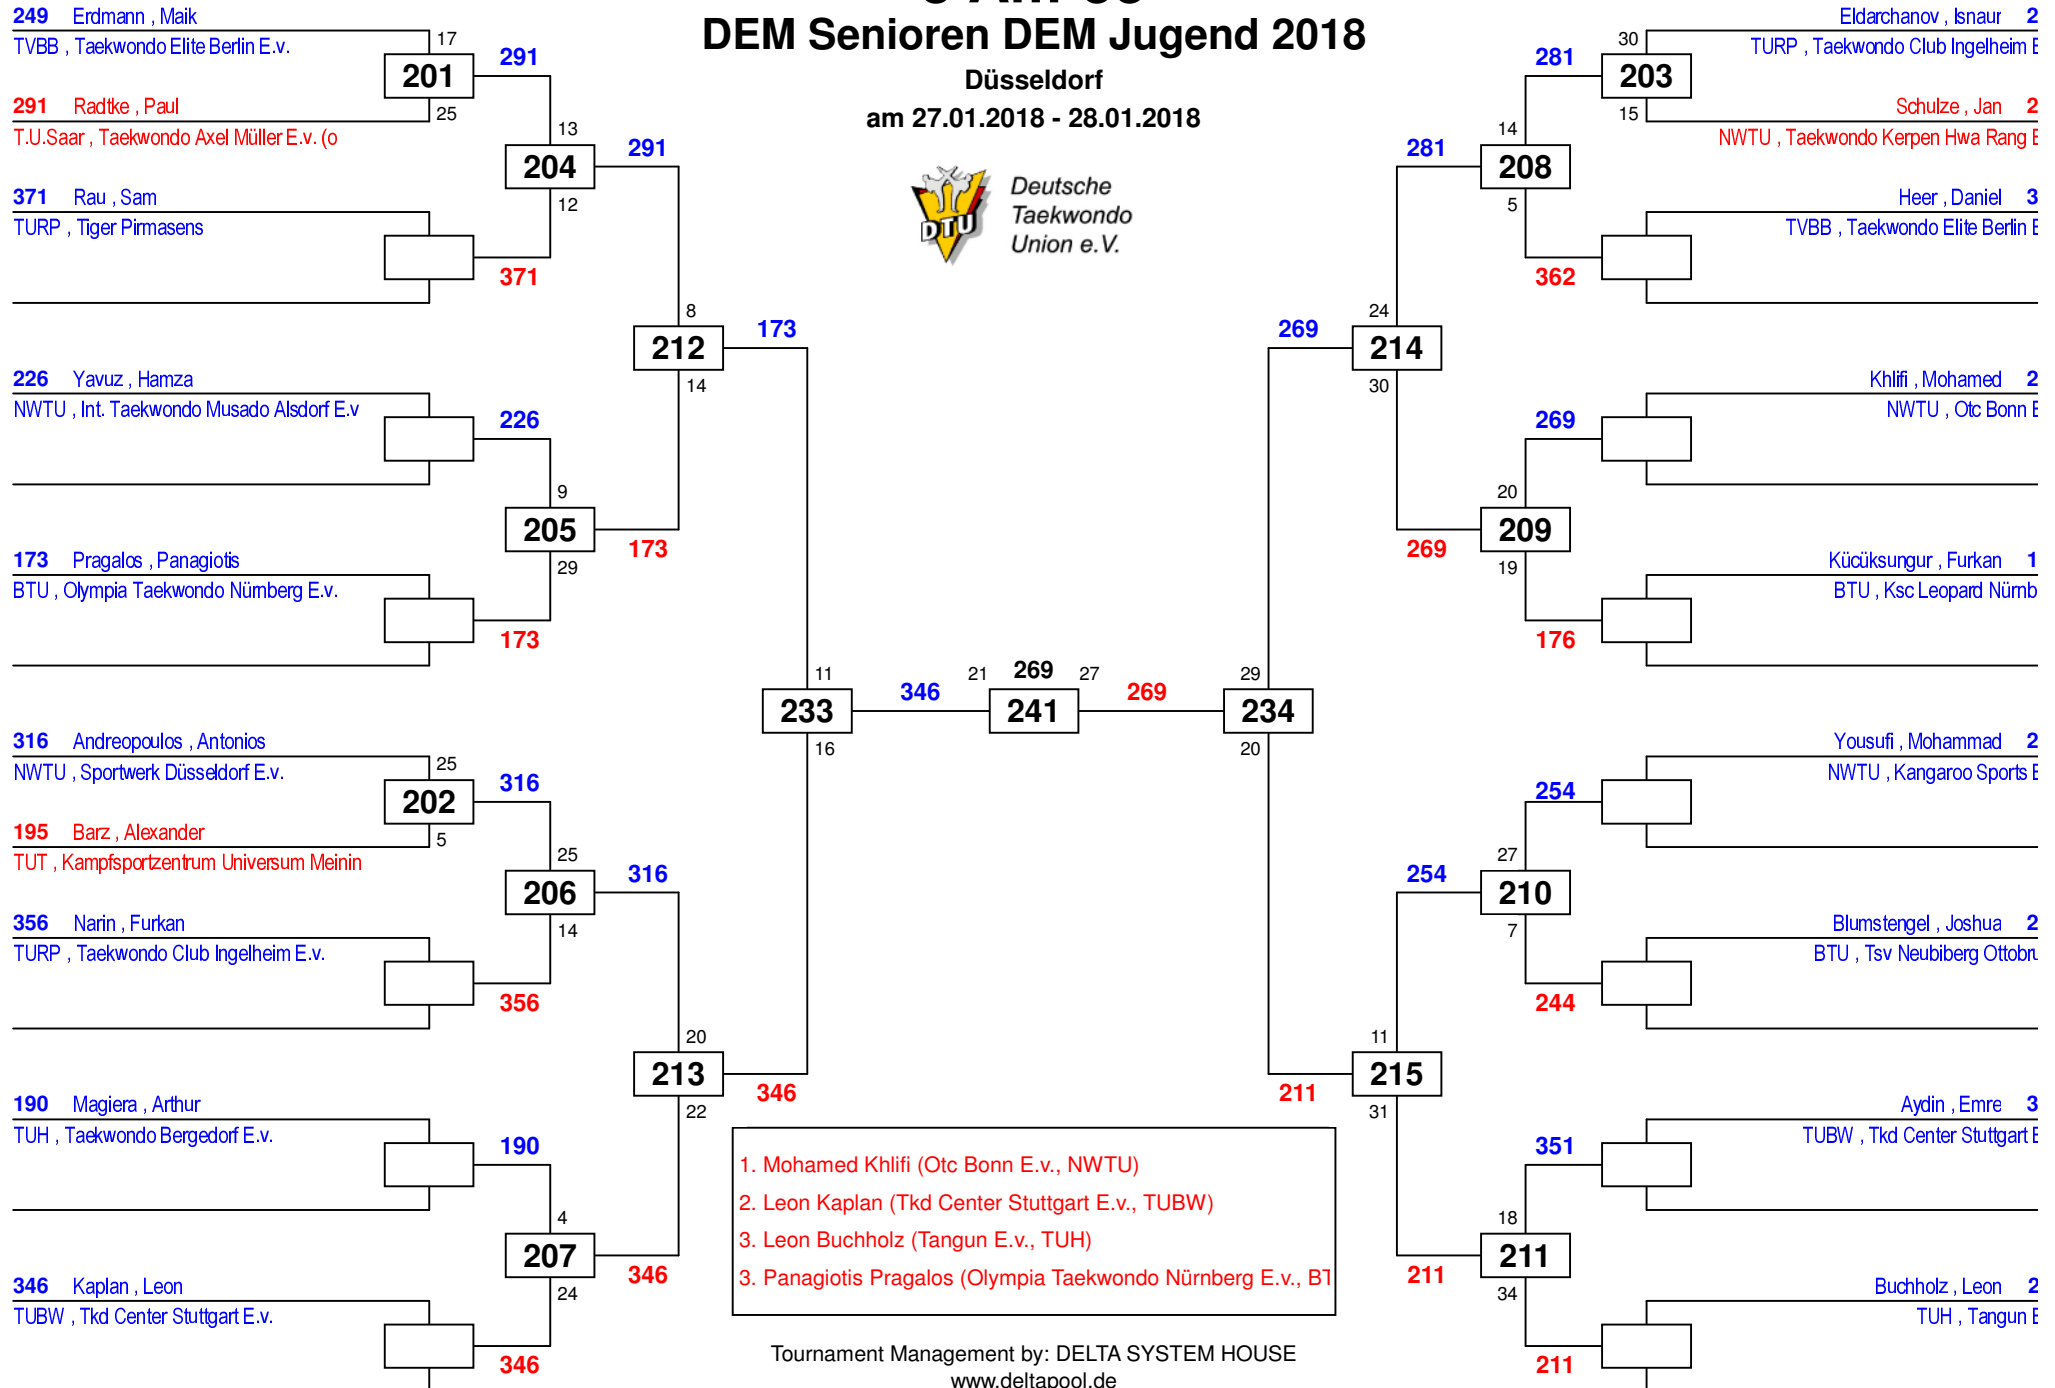 DEM Senioren DEM Jugend 2018
Düsseldorf
am 27.01.2018 - 28.01.2018
DTU
Deutsche
Taekwondo
Union e.V.
249 Erdmann , Maik
TVBB , Taekwondo Elite Berlin E.v.
17
201
291
291 Radtke , Paul
25
T.U.Saar , Taekwondo Axel Müller E.v. (o
13
204
291
371 Rau , Sam
12
TURP , Tiger Pirmasens
371
8
212
173
14
226 Yavuz , Hamza
NWTU , Int. Taekwondo Musado Alsdorf E.v
226
9
205
173
29
173 Pragalos , Panagiotis
BTU , Olympia Taekwondo Nürnberg E.v.
173
11
233
346
16
316 Andreopoulos , Antonios
NWTU , Sportwerk Düsseldorf E.v.
25
202
316
195 Barz , Alexander
5
TUT , Kampfsportzentrum Universum Meinin
25
206
316
14
356 Narin , Furkan
TURP , Taekwondo Club Ingelheim E.v.
356
20
213
346
22
190 Magiera , Arthur
TUH , Taekwondo Bergedorf E.v.
190
4
207
346
24
346 Kaplan , Leon
TUBW , Tkd Center Stuttgart E.v.
346
21 269 27
241
269
Eldarchanov , Isnaur 2
TURP , Taekwondo Club Ingelheim E
30
281
203
15
Schulze , Jan 2
NWTU , Taekwondo Kerpen Hwa Rang E
14
281
208
5
Heer , Daniel 3
TVBB , Taekwondo Elite Berlin E
362
24
269
214
30
Khlifi , Mohamed 2
NWTU , Otc Bonn E
269
20
209
269
19
Kücüksungur , Furkan 1
BTU , Ksc Leopard Nürnb
176
29
234
20
Yousufi , Mohammad 2
NWTU , Kangaroo Sports E
254
27
254
210
7
Blumstengel , Joshua 2
BTU , Tsv Neubiberg Ottobru
244
11
215
211
31
Aydin , Emre 3
TUBW , Tkd Center Stuttgart E
351
18
211
211
34
Buchholz , Leon 2
TUH , Tangun E
211
1. Mohamed Khlifi (Otc Bonn E.v., NWTU)
2. Leon Kaplan (Tkd Center Stuttgart E.v., TUBW)
3. Leon Buchholz (Tangun E.v., TUH)
3. Panagiotis Pragalos (Olympia Taekwondo Nürnberg E.v., BT
Tournament Management by: DELTA SYSTEM HOUSE
www.deltapool.de